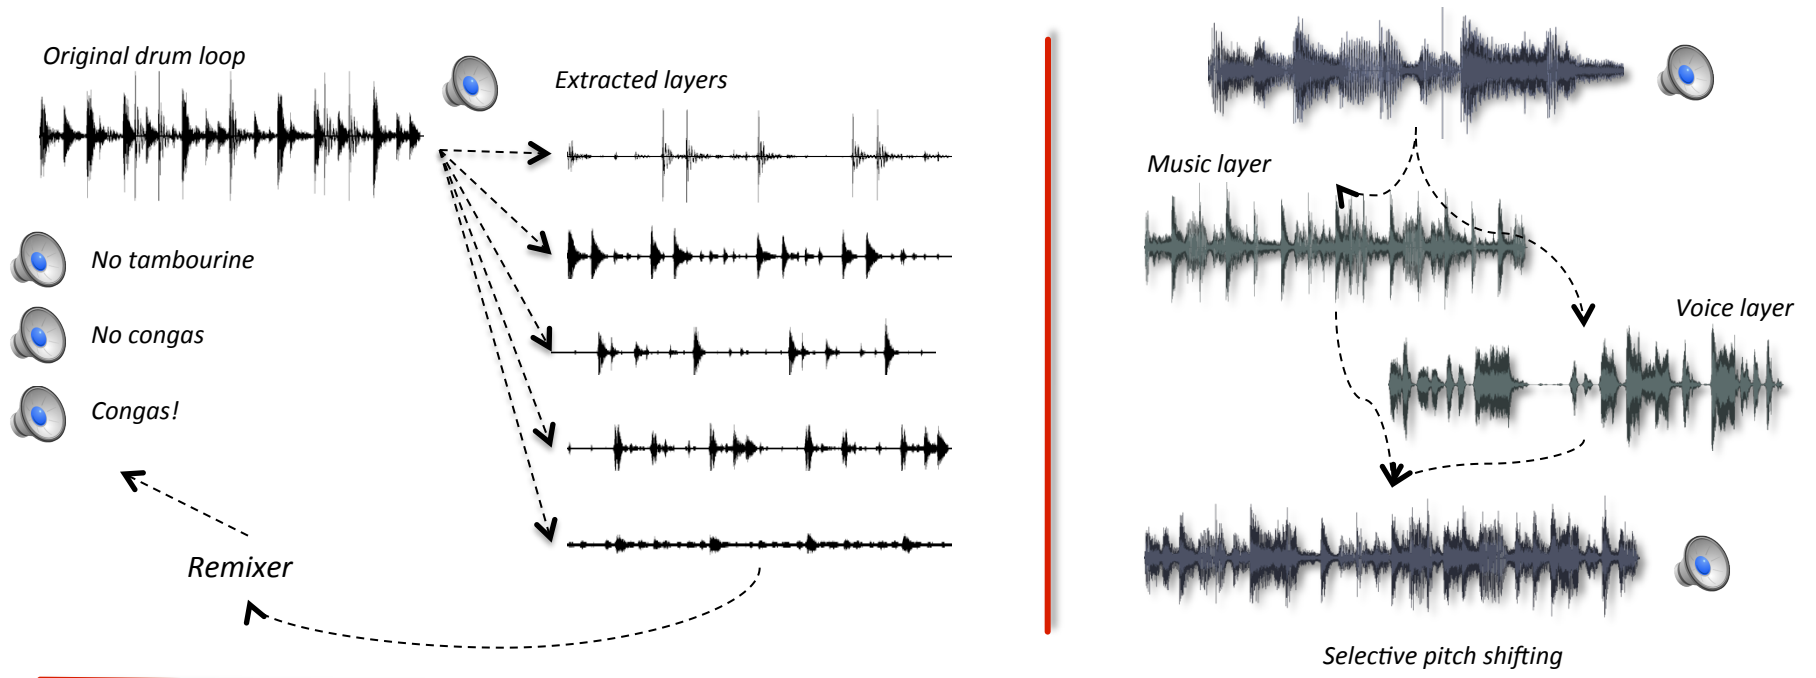 Original drum loop
Extracted layers
No tambourine
No congas
Congas!
Remixer
Music layer
Voice layer
Selective pitch shifting